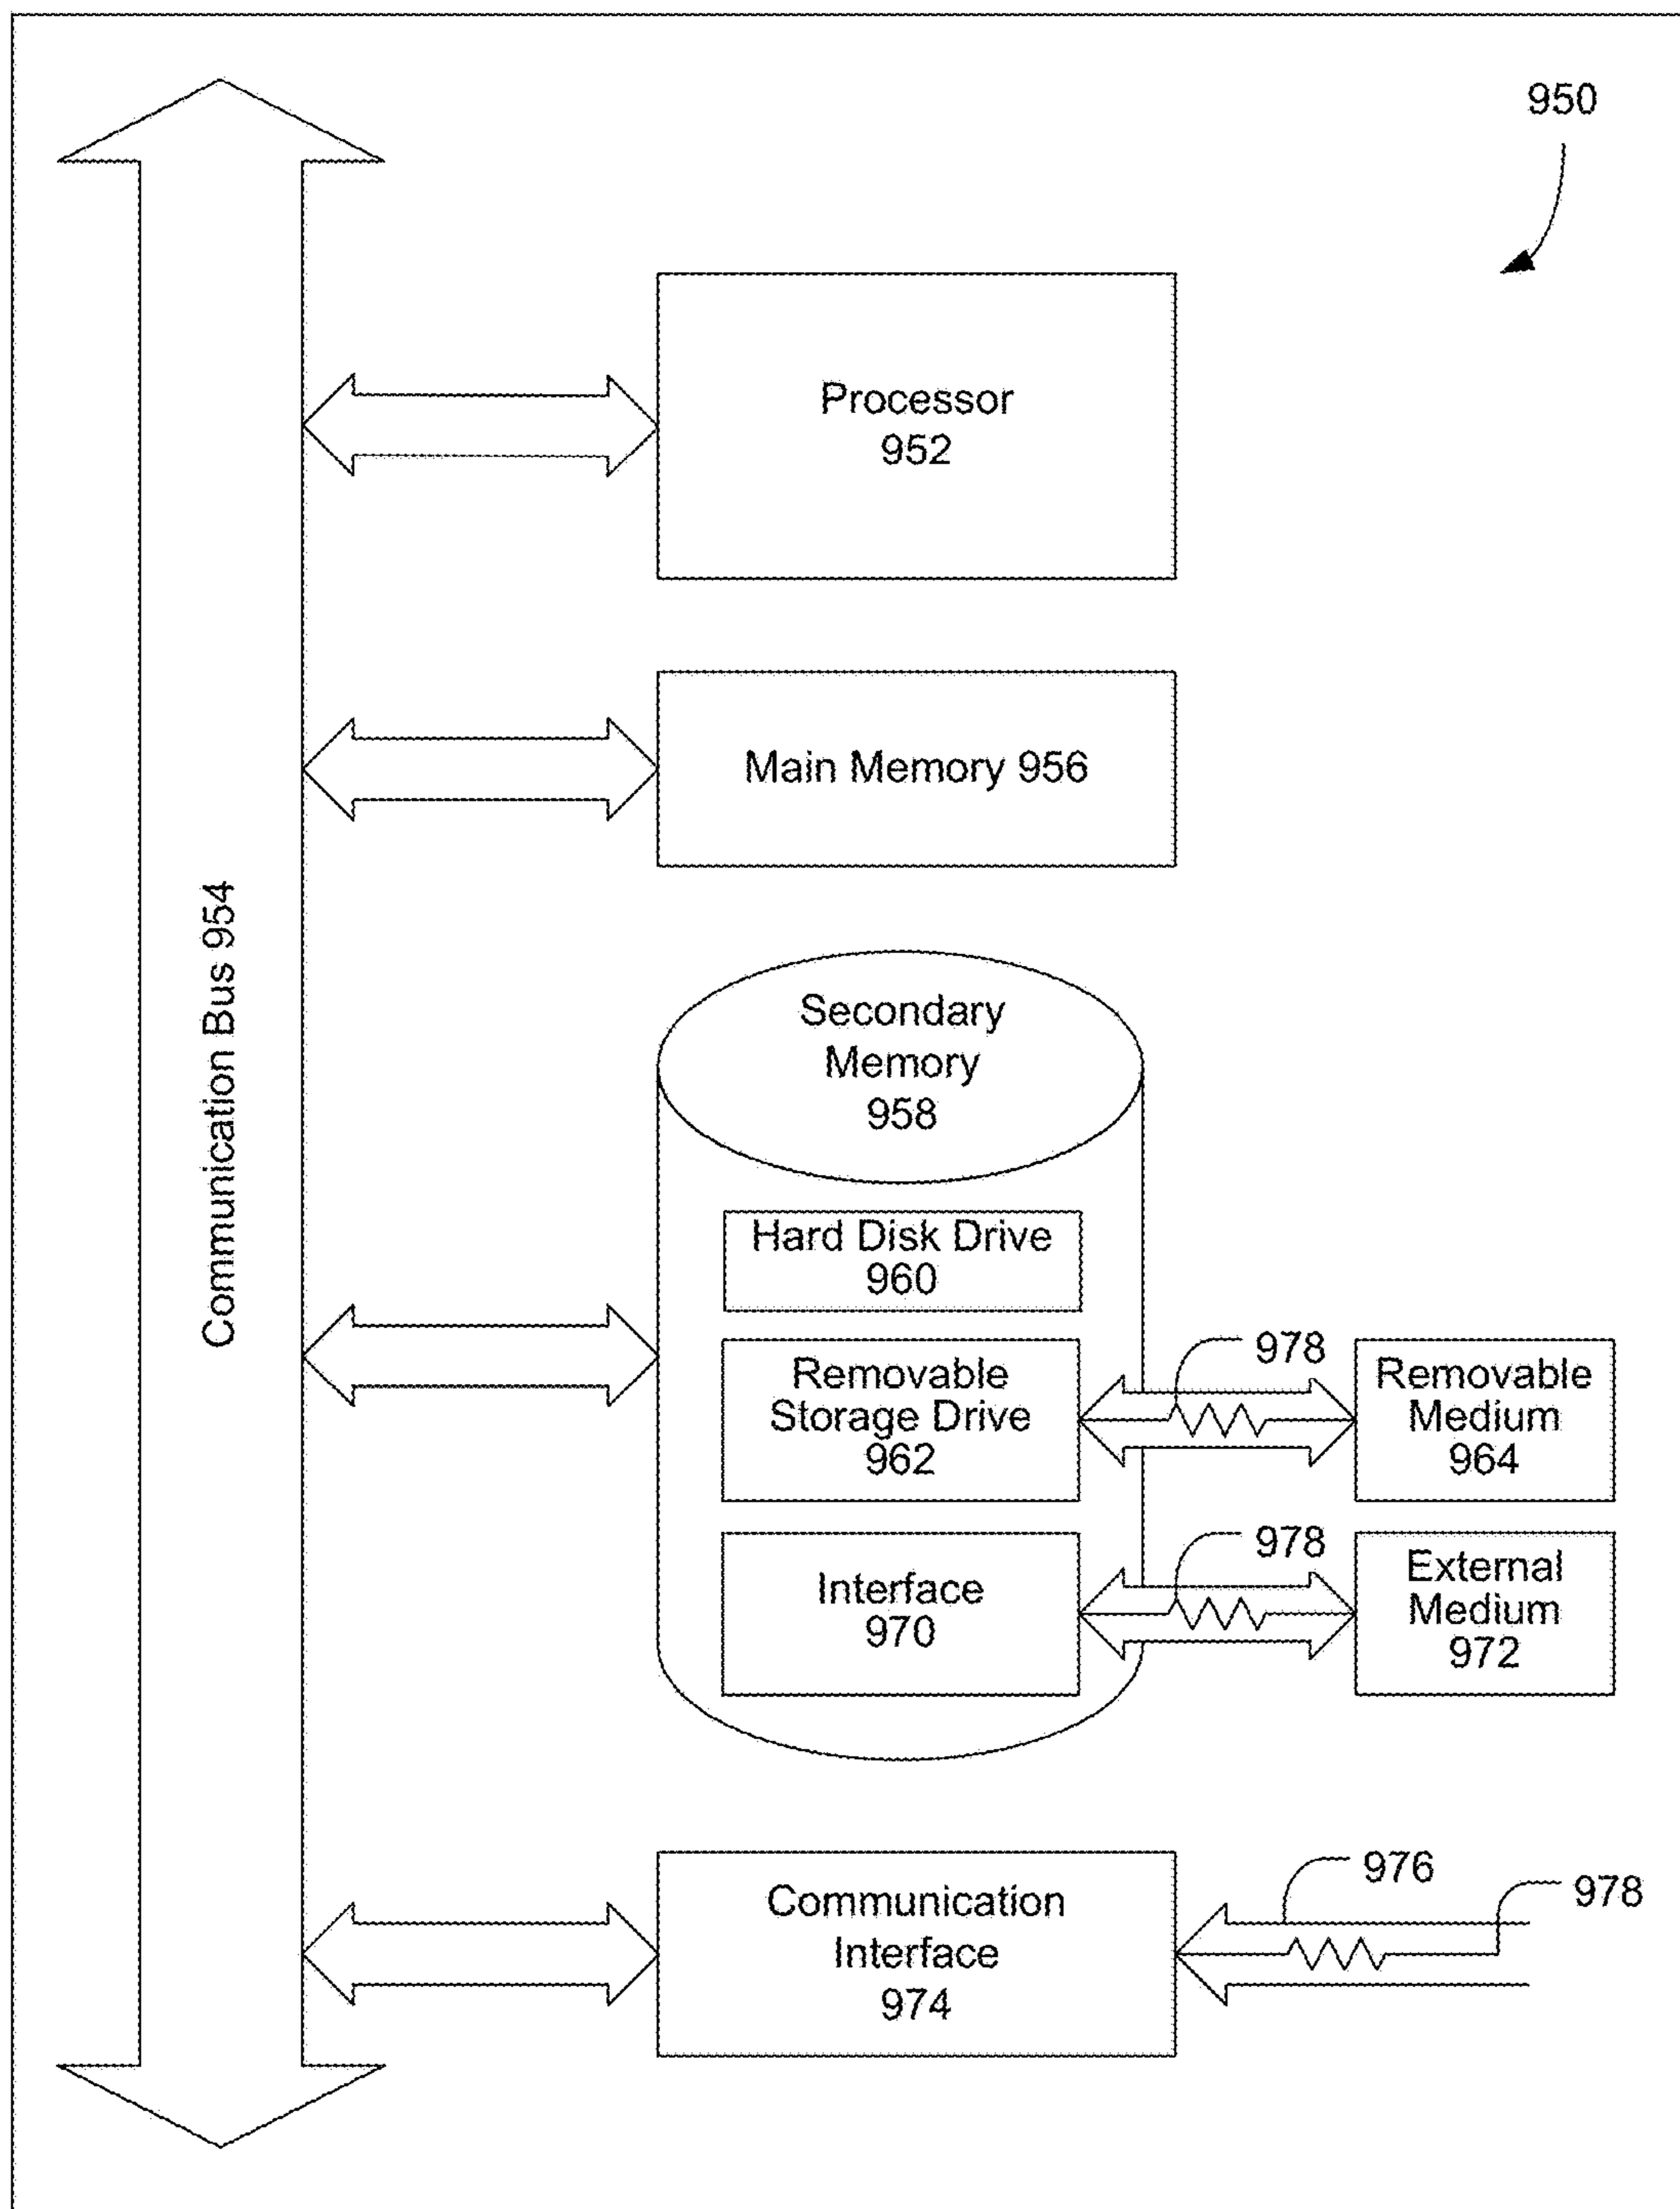 950
Processor
952
Main Memory 956
Communication Bus 954
Secondary
Memory
958
Hard Disk Drive
960
Removable
Storage Drive
962
978
Removable
Medium
964
Interface
970
978
External
Medium
972
Communication
Interface
974
976
978